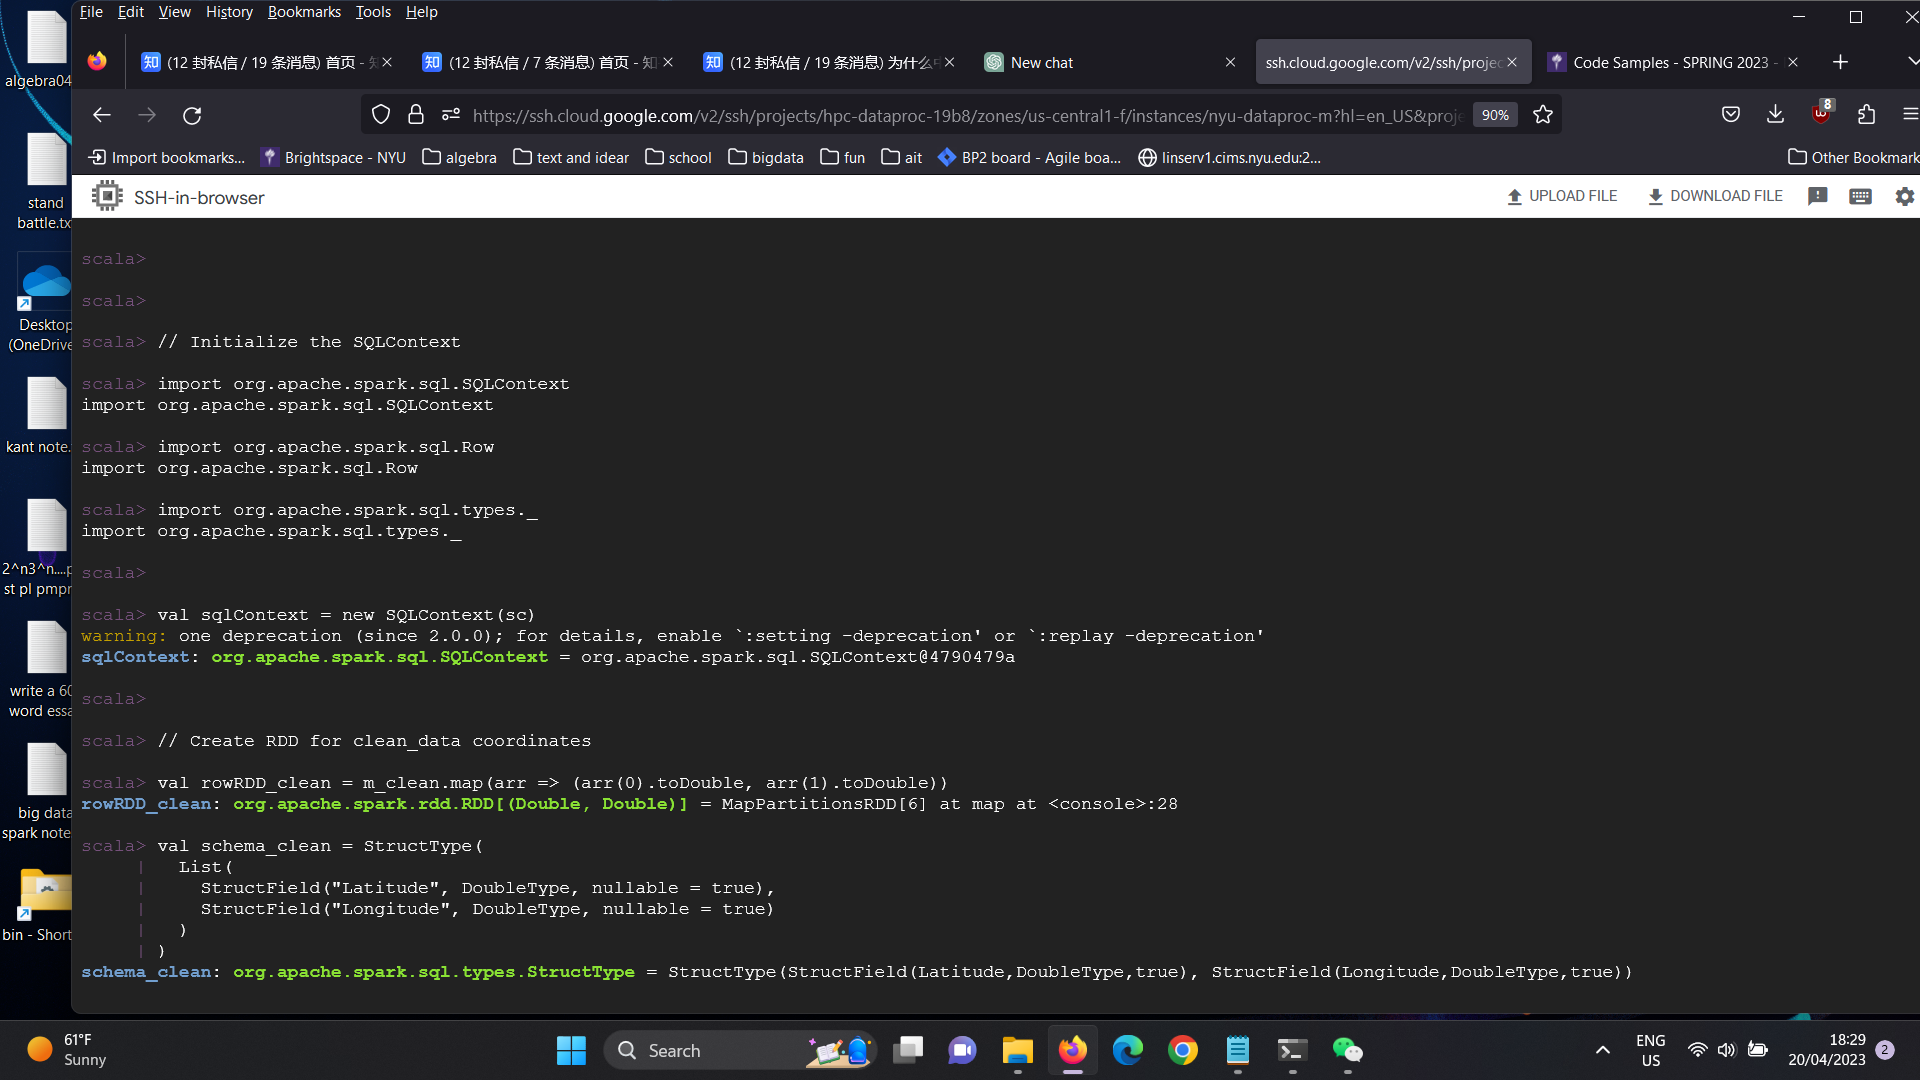 File Edit View History Bookmarks Tools Help
(12 封私信 / 19 条消息) 首页 - 知
(12 封私信 / 7 条消息) 首页 - 知
(12 封私信 / 19 条消息) 为什么
New chat
ssh.cloud.google.com/v2/ssh/projec
Code Samples - SPRING 2023 -
https://ssh.cloud.google.com/v2/ssh/projects/hpc-dataproc-19b8/zones/us-central1-f/instances/nyu-dataproc-m?hl=en_US&proje
90%
8
Import bookmarks... Brightspace - NYU algebra text and idear school bigdata fun ait BP2 board - Agile boa... linserv1.cims.nyu.edu:2... Other Bookmark
SSH-in-browser UPLOAD FILE DOWNLOAD FILE
scala>
scala>
scala> // Initialize the SQLContext
scala> import org.apache.spark.sql.SQLContext
import org.apache.spark.sql.SQLContext
scala> import org.apache.spark.sql.Row
import org.apache.spark.sql.Row
scala> import org.apache.spark.sql.types._
import org.apache.spark.sql.types._
scala>
scala> val sqlContext = new SQLContext(sc)
warning: one deprecation (since 2.0.0); for details, enable `:setting -deprecation' or `:replay -deprecation'
sqlContext: org.apache.spark.sql.SQLContext = org.apache.spark.sql.SQLContext@4790479a
scala>
scala> // Create RDD for clean_data coordinates
scala> val rowRDD_clean = m_clean.map(arr => (arr(0).toDouble, arr(1).toDouble))
rowRDD_clean: org.apache.spark.rdd.RDD[(Double, Double)] = MapPartitionsRDD[6] at map at <console>:28
scala> val schema_clean = StructType(
| List(
| StructField("Latitude", DoubleType, nullable = true),
| StructField("Longitude", DoubleType, nullable = true)
| )
| )
schema_clean: org.apache.spark.sql.types.StructType = StructType(StructField(Latitude,DoubleType,true), StructField(Longitude,DoubleType,true))
algebra04
stand
battle.tx
Desktop
(OneDrive
kant note.
2^n3^n....p
st pl pmpr
write a 60
word essa
big data
spark note
bin - Short
61°F
Sunny
Search
ENG
US
18:29
20/04/2023
2